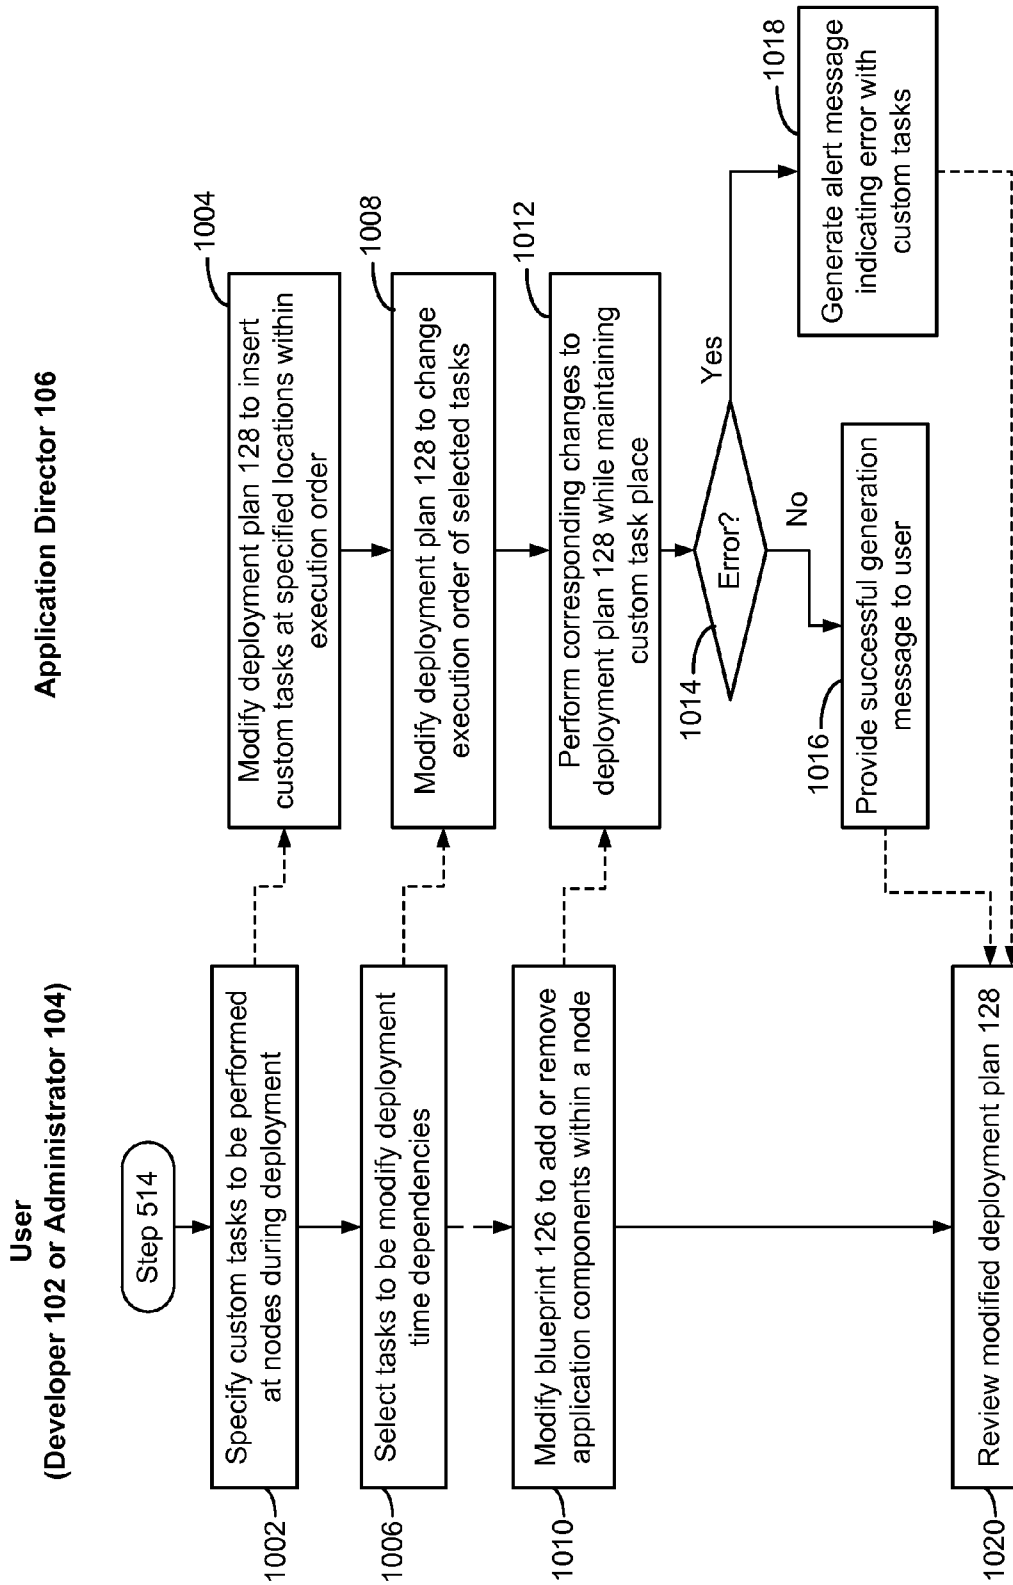 User
(Developer 102 or Administrator 104)
Application Director 106
Step 514
Specify custom tasks to be performed
at nodes during deployment
1002
Modify deployment plan 128 to insert
custom tasks at specified locations within
execution order
1004
Select tasks to be modify deployment
time dependencies
1006
Modify deployment plan 128 to change
execution order of selected tasks
1008
Modify blueprint 126 to add or remove
application components within a node
1010
Perform corresponding changes to
deployment plan 128 while maintaining
custom task place
1012
Error?
1014
Yes
No
Provide successful generation
message to user
1016
Generate alert message
indicating error with
custom tasks
1018
Review modified deployment plan 128
1020